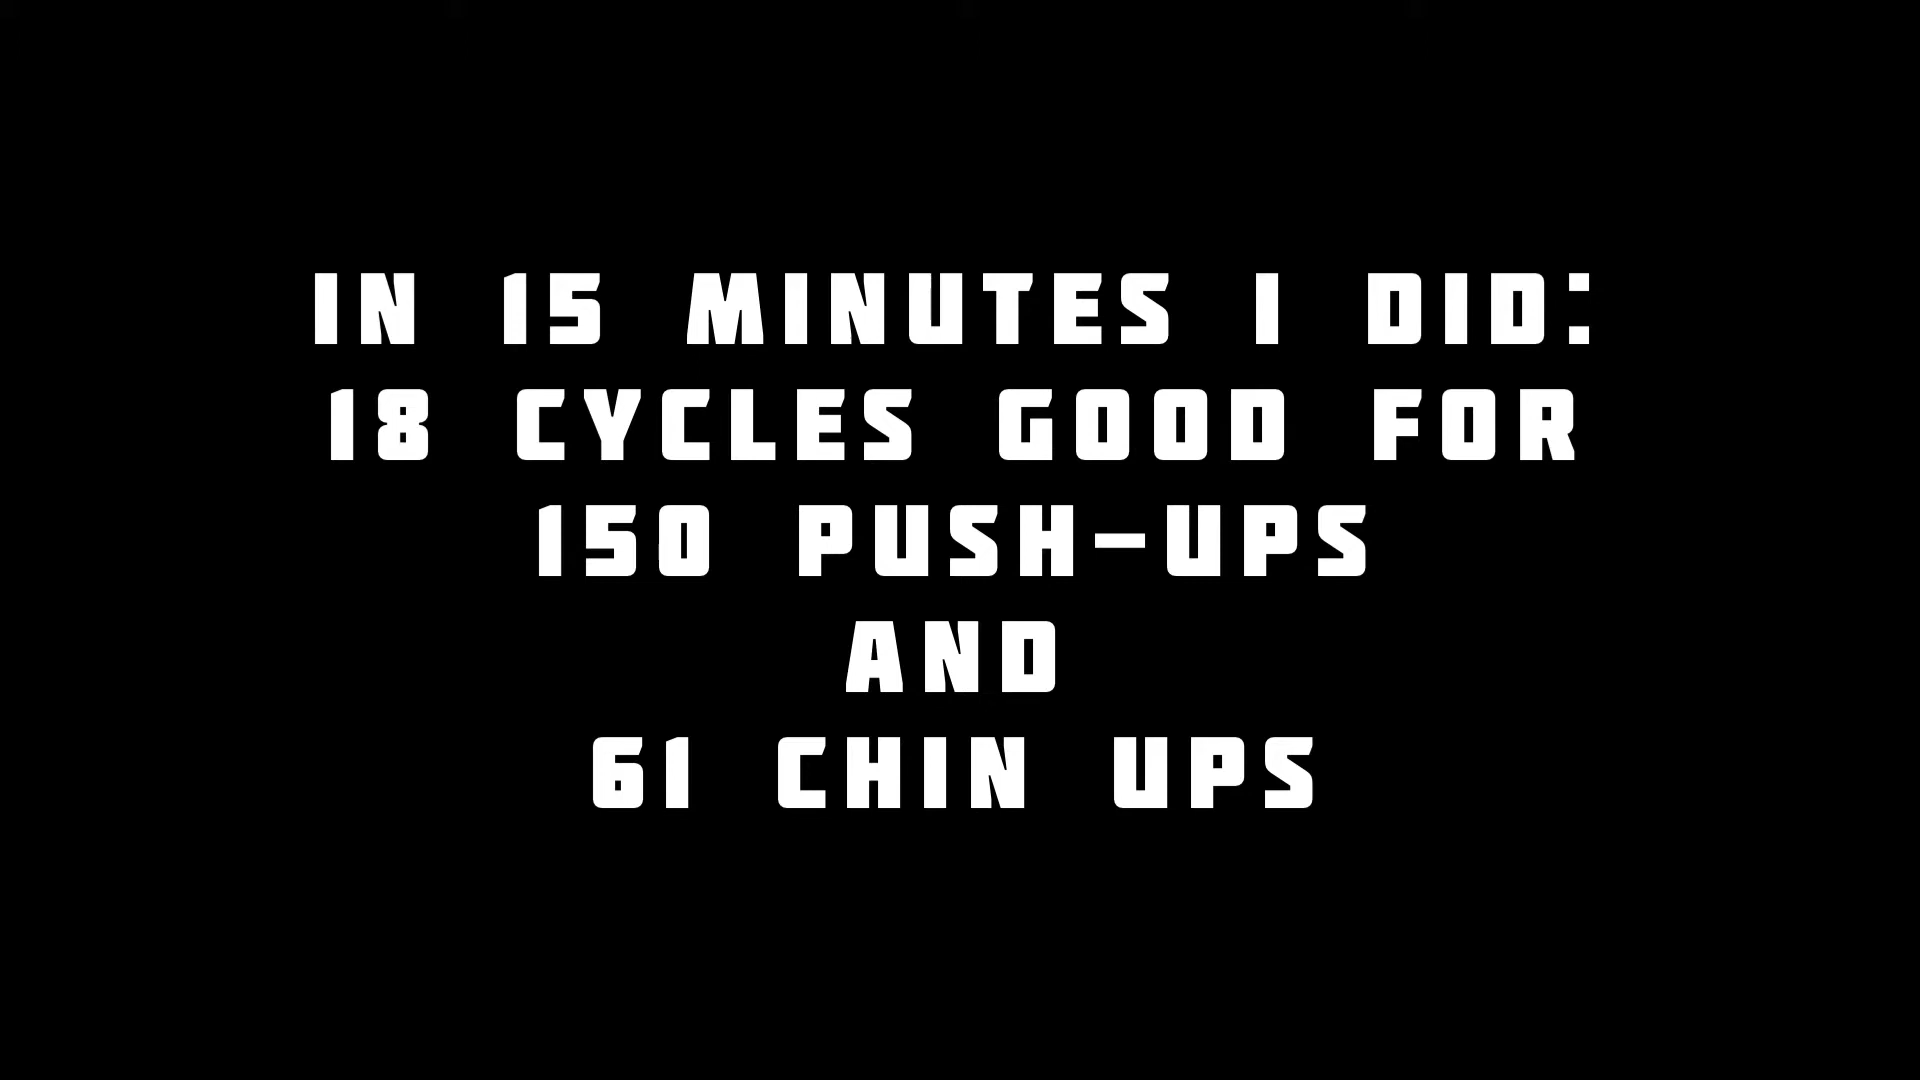 IN 15 MINUTES I DID:
18 CYCLES GOOD FOR
150 PUSH-UPS
AND
61 CHIN UPS